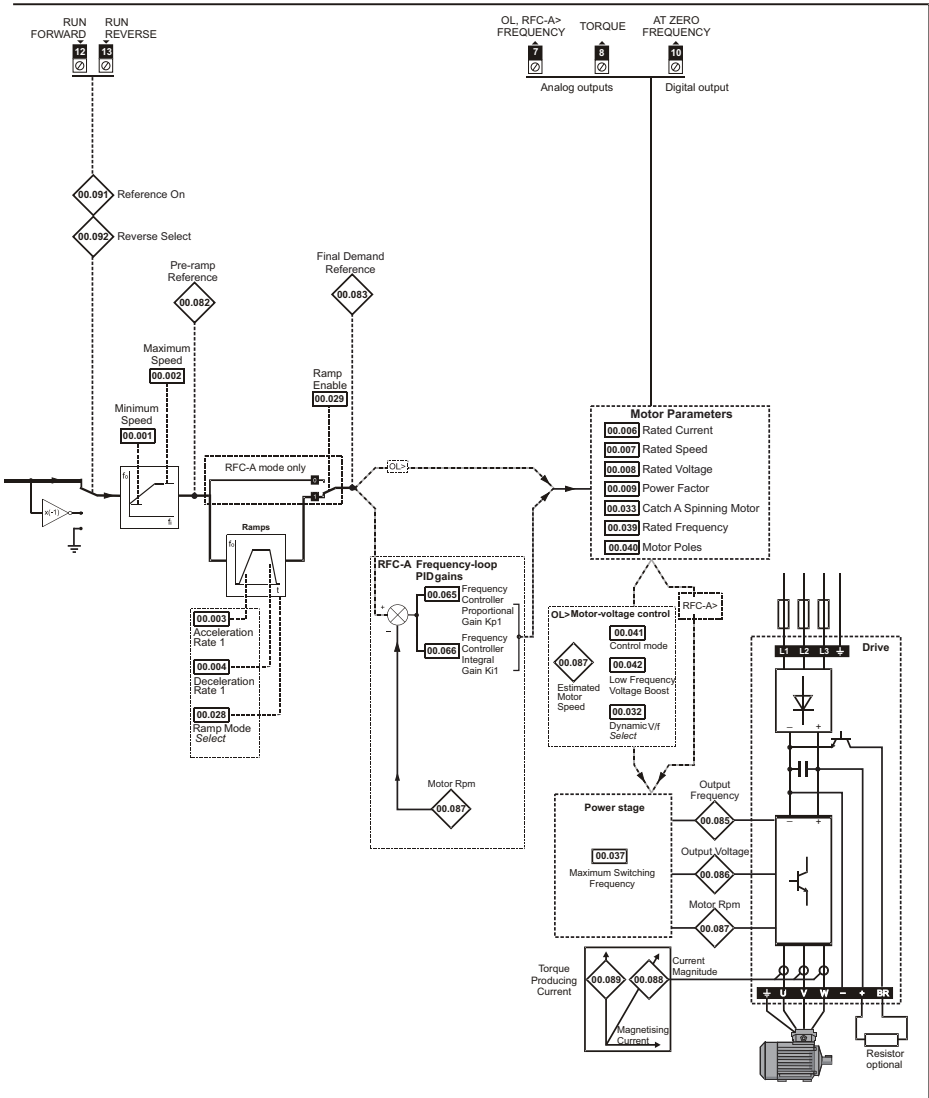 RUN
FORWARD
RUN
REVERSE
12
13
OL, RFC-A>
FREQUENCY
TORQUE
AT ZERO
FREQUENCY
7
8
10
Analog outputs
Digital output
00.091
Reference On
00.092
Reverse Select
Pre-ramp
Reference
00.082
Final Demand
Reference
00.083
Maximum
Speed
00.002
Minimum
Speed
00.001
Ramp
Enable
00.029
RFC-A mode only
0
1
OL>
x(-1)
Ramps
t
00.003
Acceleration
Rate 1
00.004
Deceleration
Rate 1
00.028
Ramp Mode
Select
RFC-A Frequency-loop
PID gains
+
−
00.065
Frequency
Controller
Proportional
Gain Kp1
00.066
Frequency
Controller
Integral
Gain Ki1
Motor Rpm
00.087
Motor Parameters
00.006 Rated Current
00.007 Rated Speed
00.008 Rated Voltage
00.009 Power Factor
00.033 Catch A Spinning Motor
00.039 Rated Frequency
00.040 Motor Poles
RFC-A>
OL> Motor-voltage control
00.041
Control mode
00.087
Estimated
Motor
Speed
00.042
Low Frequency
Voltage Boost
00.032
Dynamic V/f
Select
Power stage
00.037
Maximum Switching
Frequency
Output
Frequency
00.085
Output Voltage
00.086
Motor Rpm
00.087
L1 L2 L3
Drive
− +
− +
Torque
Producing
Current
00.089
00.088
Current
Magnitude
Magnetising
Current
U V W − + BR
Resistor
optional